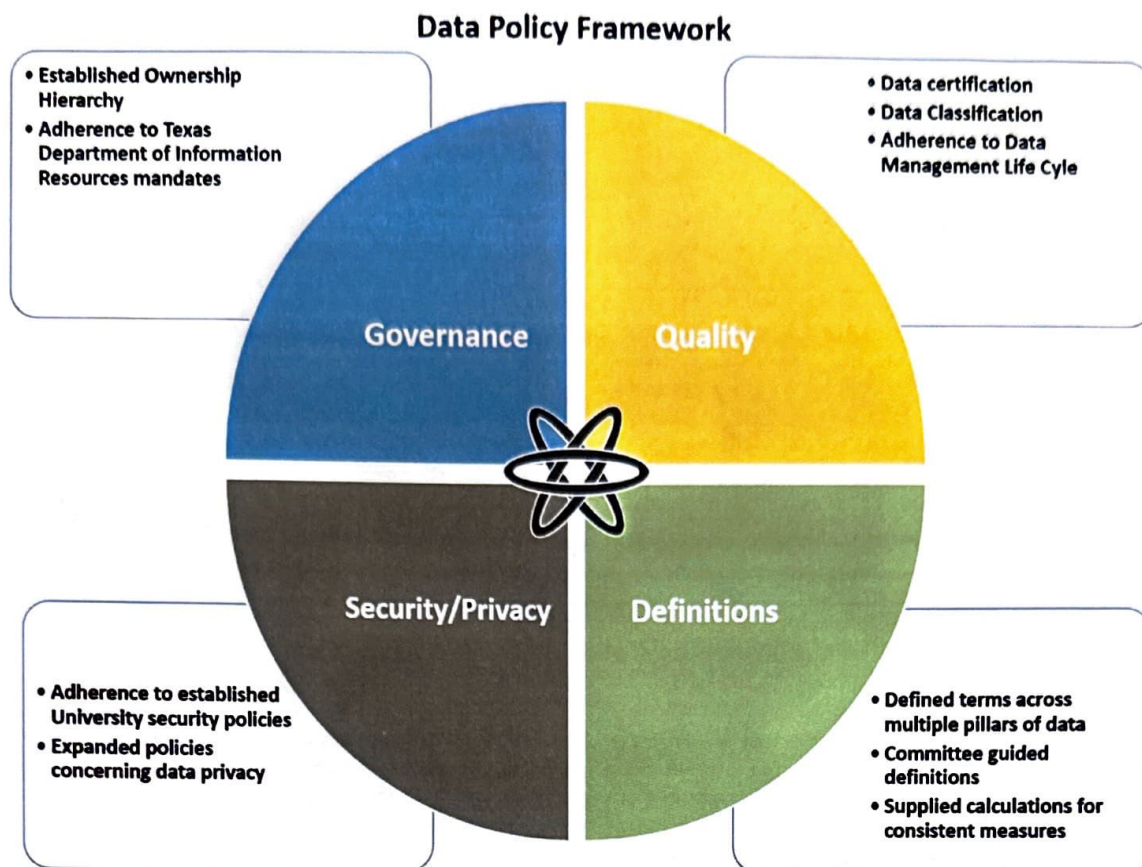 Data Policy Framework
• Established Ownership
Hierarchy
• Adherence to Texas
Department of Information
Resources mandates
• Data certification
• Data Classification
• Adherence to Data
Management Life Cyle
Governance
Quality
Security/Privacy
Definitions
• Adherence to established
University security policies
• Expanded policies
concerning data privacy
• Defined terms across
multiple pillars of data
• Committee guided
definitions
• Supplied calculations for
consistent measures